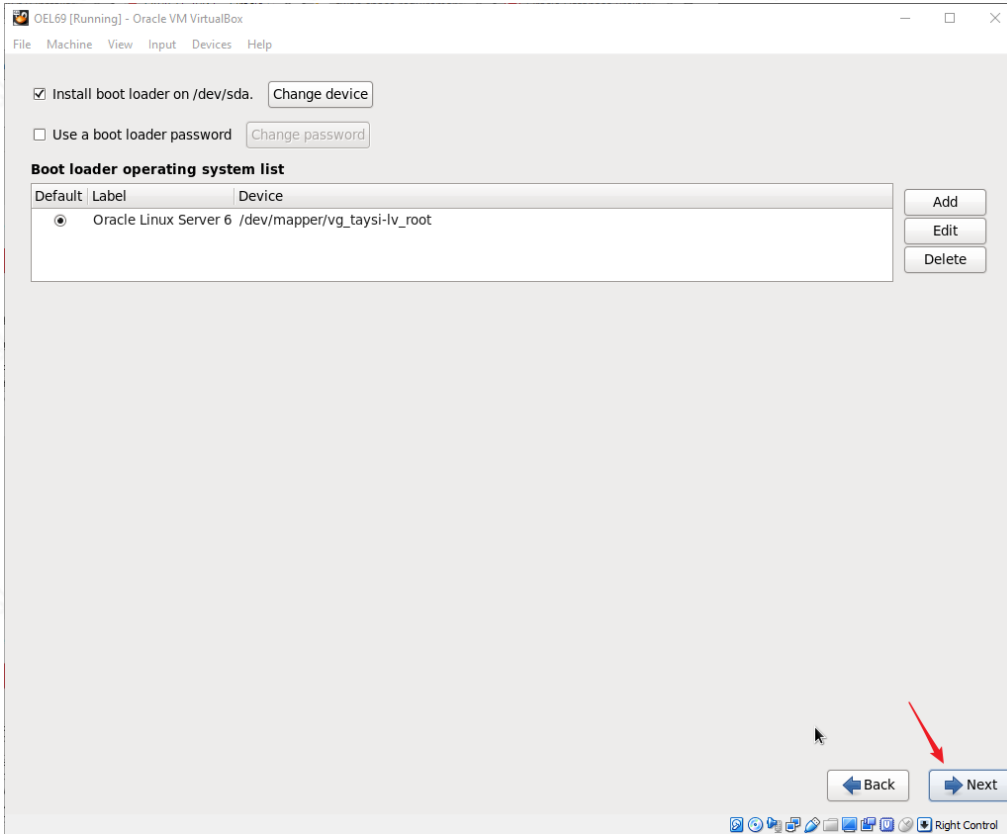 OEL69 [Running] - Oracle VM VirtualBox
File Machine View Input Devices Help
Install boot loader on /dev/sda. Change device
Use a boot loader password Change password
Boot loader operating system list
Default Label Device
Oracle Linux Server 6 /dev/mapper/vg_taysi-lv_root
Add
Edit
Delete
Back Next
Right Control